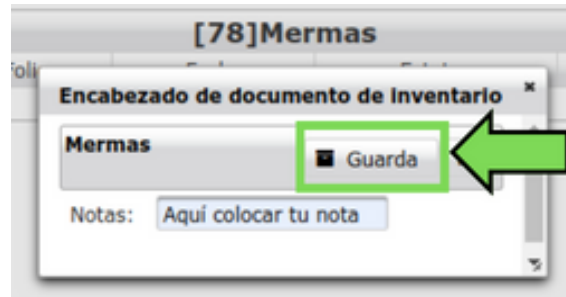 [78]Mermas
Encabezado de documento de inventario
Mermas
Guarda
Notas: Aquí colocar tu nota